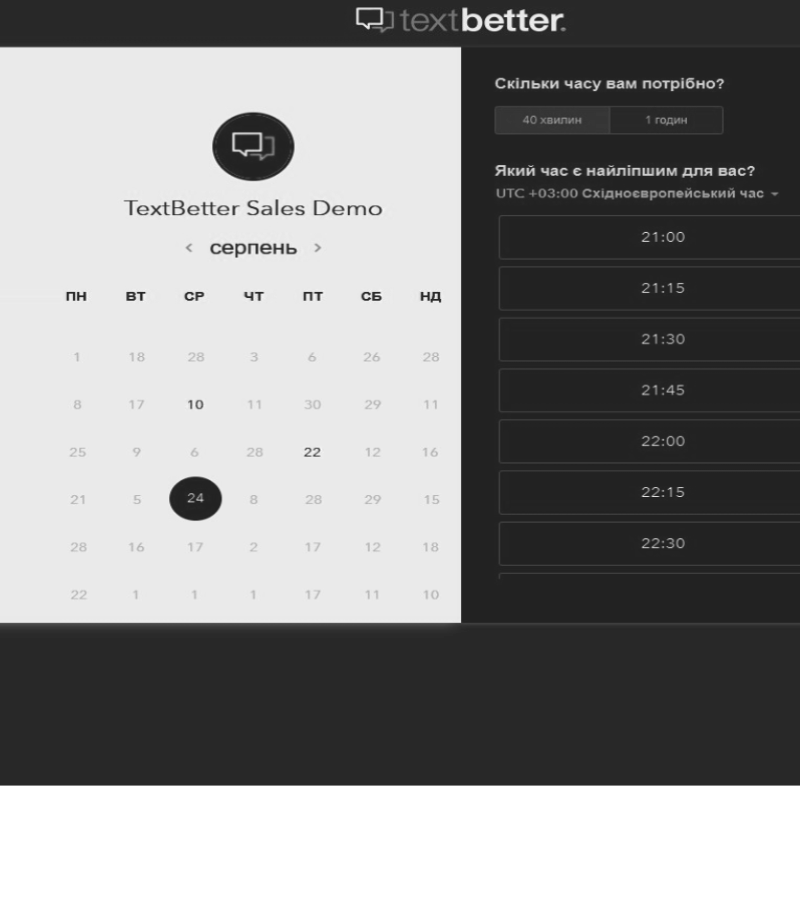 textbetter.
TextBetter Sales Demo
< серпень >
ПН ВТ СР ЧТ ПТ СБ НД
1 18 28 3 6 26 28
8 17 10 11 30 29 11
25 9 6 28 22 12 16
21 5 24 8 28 29 15
28 16 17 2 17 12 18
22 1 1 1 17 11 10
Скільки часу вам потрібно?
40 хвилин 1 годин
Який час є найліпшим для вас?
UTC +03:00 Східноєвропейський час
21:00
21:15
21:30
21:45
22:00
22:15
22:30